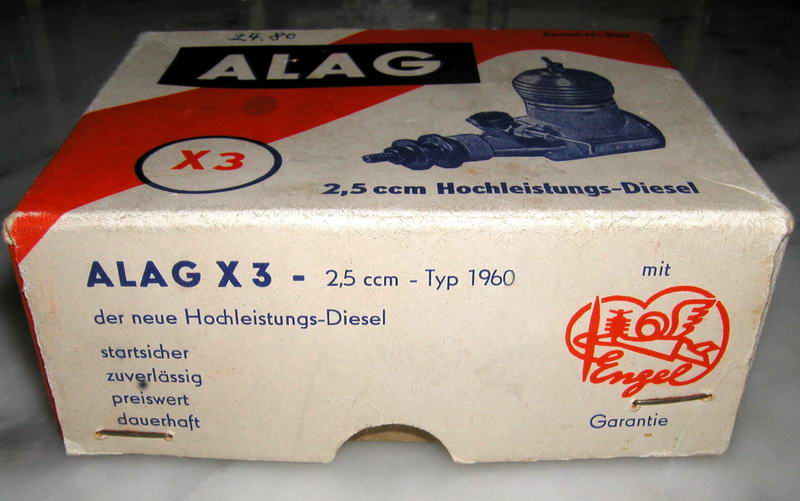 24.80
ALAG
X3
2,5 ccm Hochleistungs-Diesel
ALAG X 3 - 2,5 ccm - Typ 1960
der neue Hochleistungs-Diesel
startsicher
zuverlässig
preiswert
dauerhaft
mit
Engel
Garantie